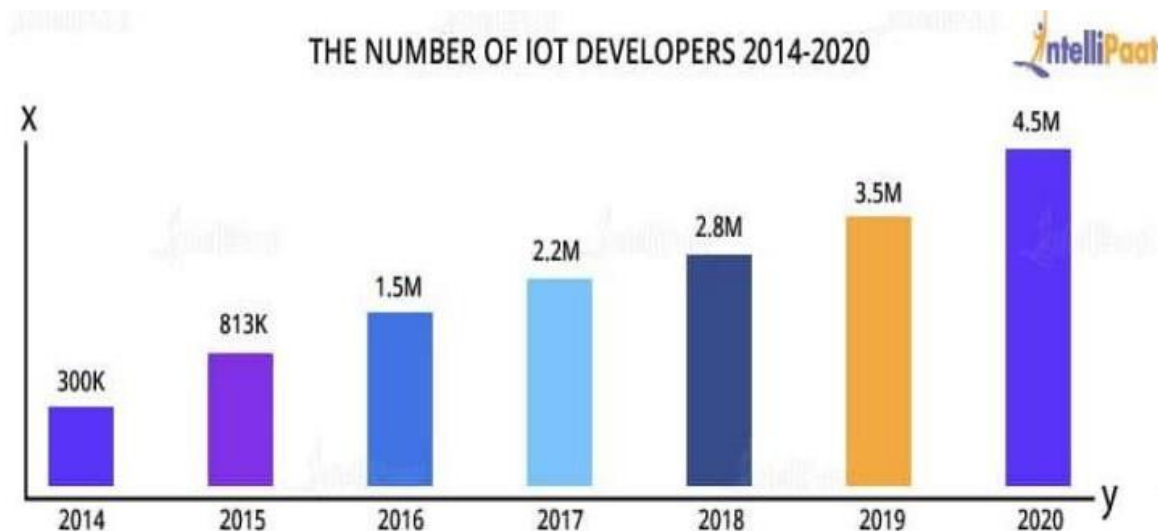 THE NUMBER OF IOT DEVELOPERS 2014-2020
IntelliPaat
X
4.5M
3.5M
2.8M
2.2M
1.5M
813K
300K
y
2014 2015 2016 2017 2018 2019 2020